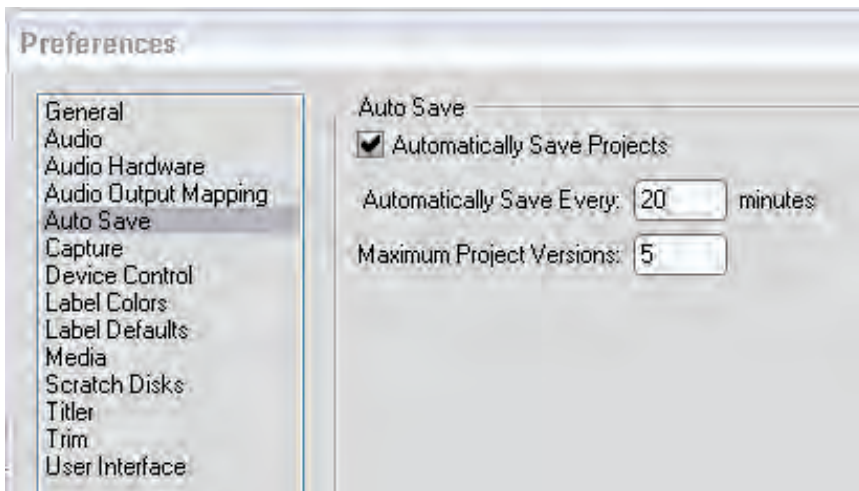 Preferences
General
Audio
Audio Hardware
Audio Output Mapping
Auto Save
Capture
Device Control
Label Colors
Label Defaults
Media
Scratch Disks
Titler
Trim
User Interface
Auto Save
Automatically Save Projects
Automatically Save Every: 20 minutes
Maximum Project Versions: 5